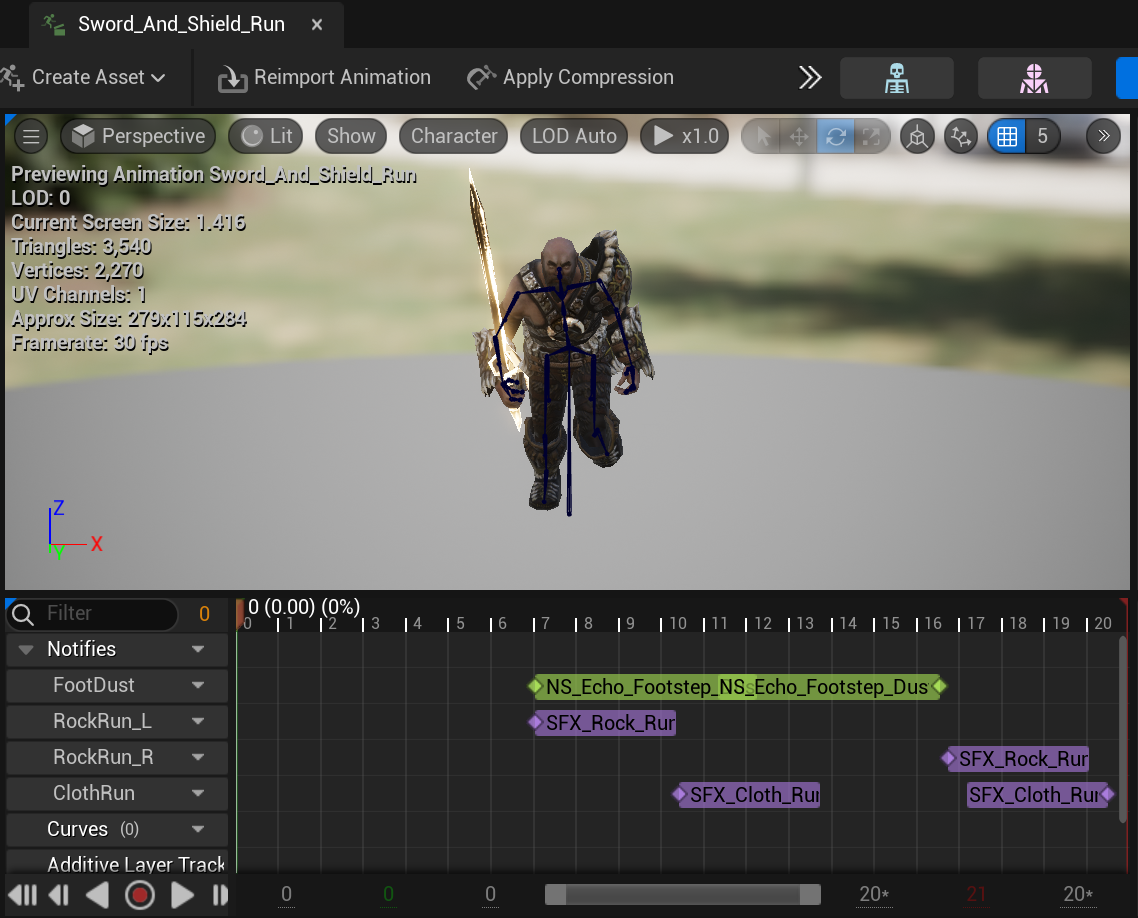 Sword_And_Shield_Run
Create Asset
Reimport Animation
Apply Compression
Perspective
Lit
Show
Character
LOD Auto
x1.0
5
Previewing Animation Sword_And_Shield_Run
LOD: 0
Current Screen Size: 1.416
Triangles: 3,540
Vertices: 2,270
UV Channels: 1
Approx Size: 279x115x284
Framerate: 30 fps
Z
X
Y
Filter
0
0 (0.00) (0%)
0 1 2 3 4 5 6 7 8 9 10 11 12 13 14 15 16 17 18 19 20
Notifies
FootDust
NS_Echo_Footstep_
NS_Echo_Footstep_Dus
RockRun_L
SFX_Rock_Rur
RockRun_R
SFX_Rock_Rur
ClothRun
SFX_Cloth_Rur
SFX_Cloth_Rur
Curves (0)
Additive Layer Track
0 0 0 20* 21 20*